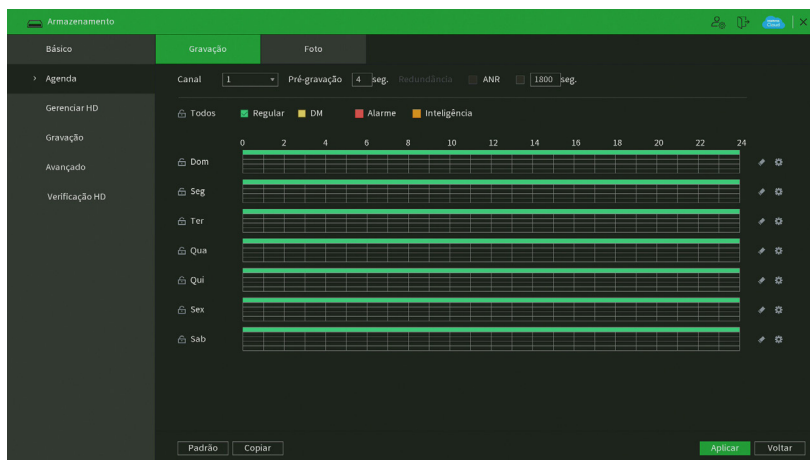 Armazenamento
Cloud
Básico
Agenda
Gerenciar HD
Gravação
Avançado
Verificação HD
Gravação Foto
Canal 1 Pré-gravação 4 seg. Redundância ANR 1800 seg.
Todos Regular DM Alarme Inteligência
0 2 4 6 8 10 12 14 16 18 20 22 24
Dom
Seg
Ter
Qua
Qui
Sex
Sab
Padrão Copiar Aplicar Voltar